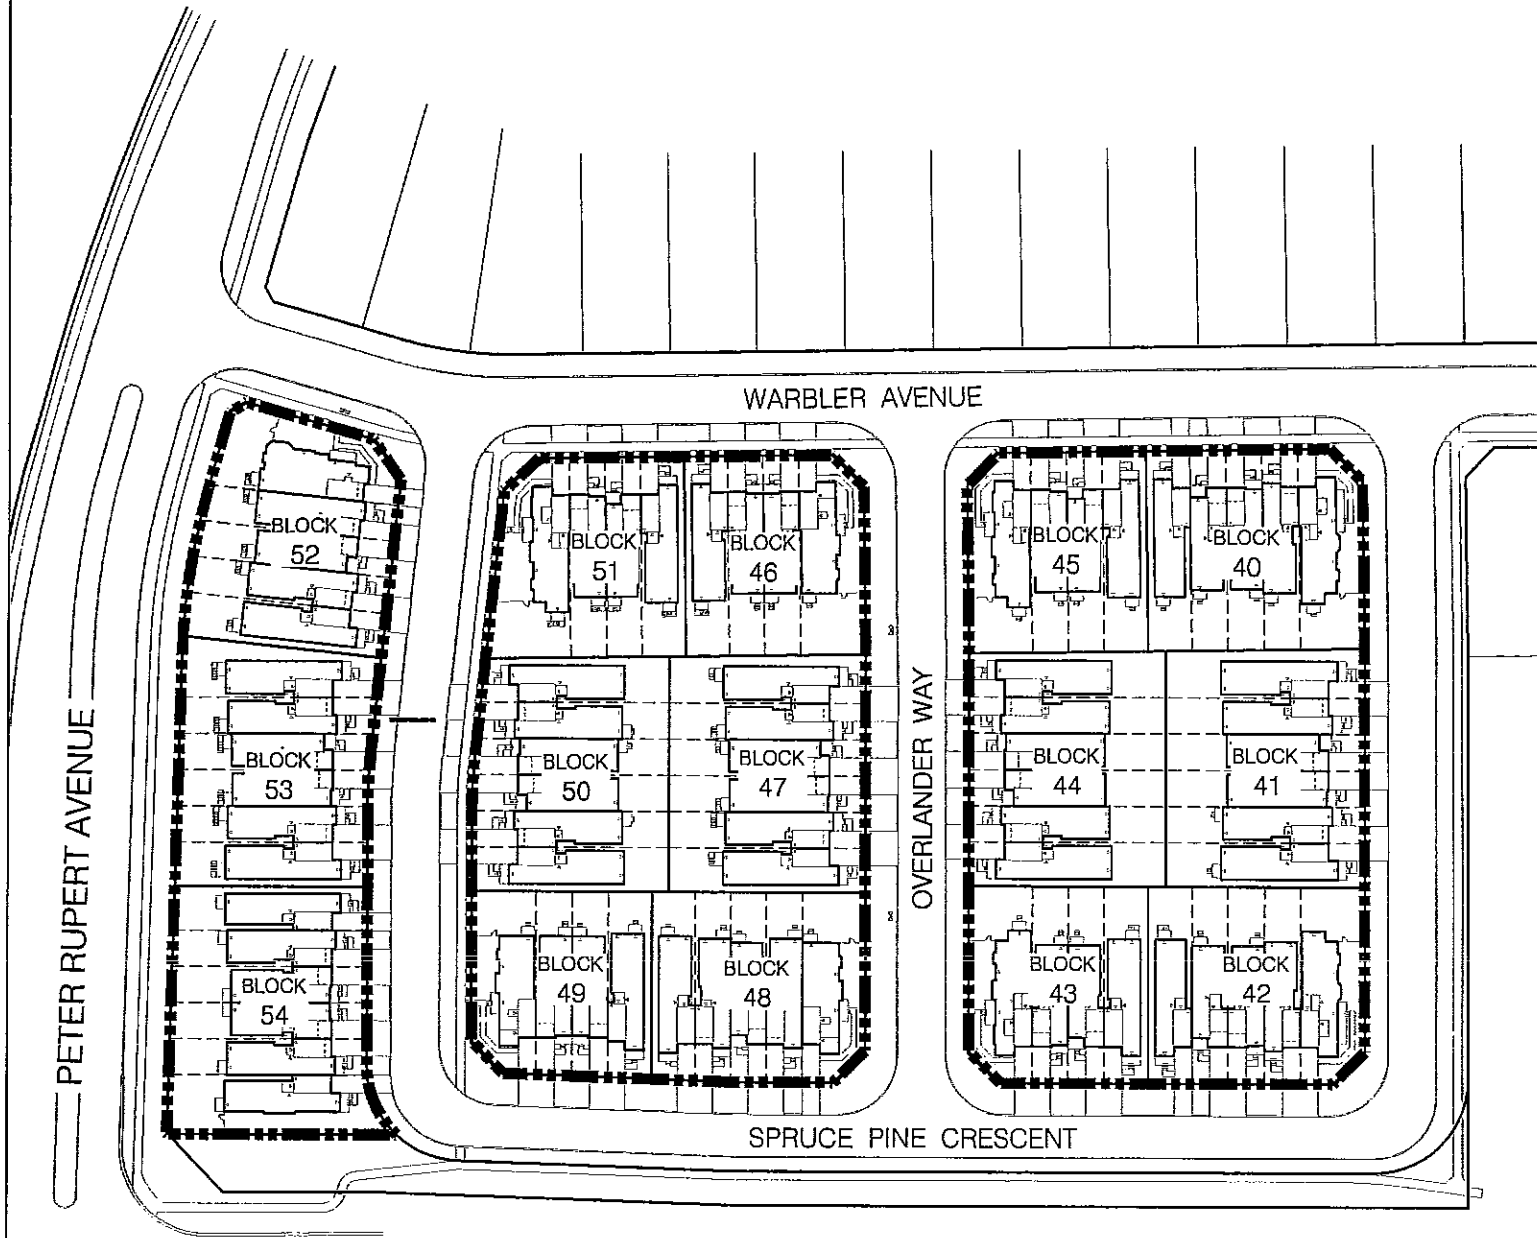 WARBLER AVENUE
BLOCK
52
BLOCK
51
BLOCK
46
BLOCK
45
BLOCK
40
BLOCK
53
BLOCK
50
BLOCK
47
BLOCK
44
BLOCK
41
BLOCK
54
BLOCK
49
BLOCK
48
BLOCK
43
BLOCK
42
PETER RUPERT AVENUE
OVERLANDER WAY
SPRUCE PINE CRESCENT